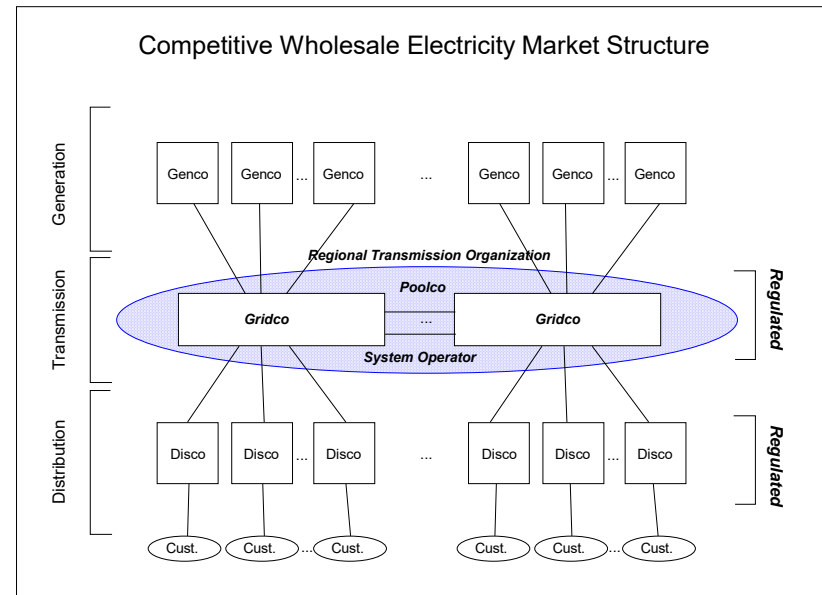 Competitive Wholesale Electricity Market Structure
Generation
Genco Genco ... Genco ... Genco Genco ... Genco
Regional Transmission Organization
Transmission
Poolco
Gridco ... Gridco
System Operator
Regulated
Distribution
Disco Disco ... Disco ... Disco Disco ... Disco
Regulated
Cust. Cust. ... Cust. Cust. Cust. ... Cust.